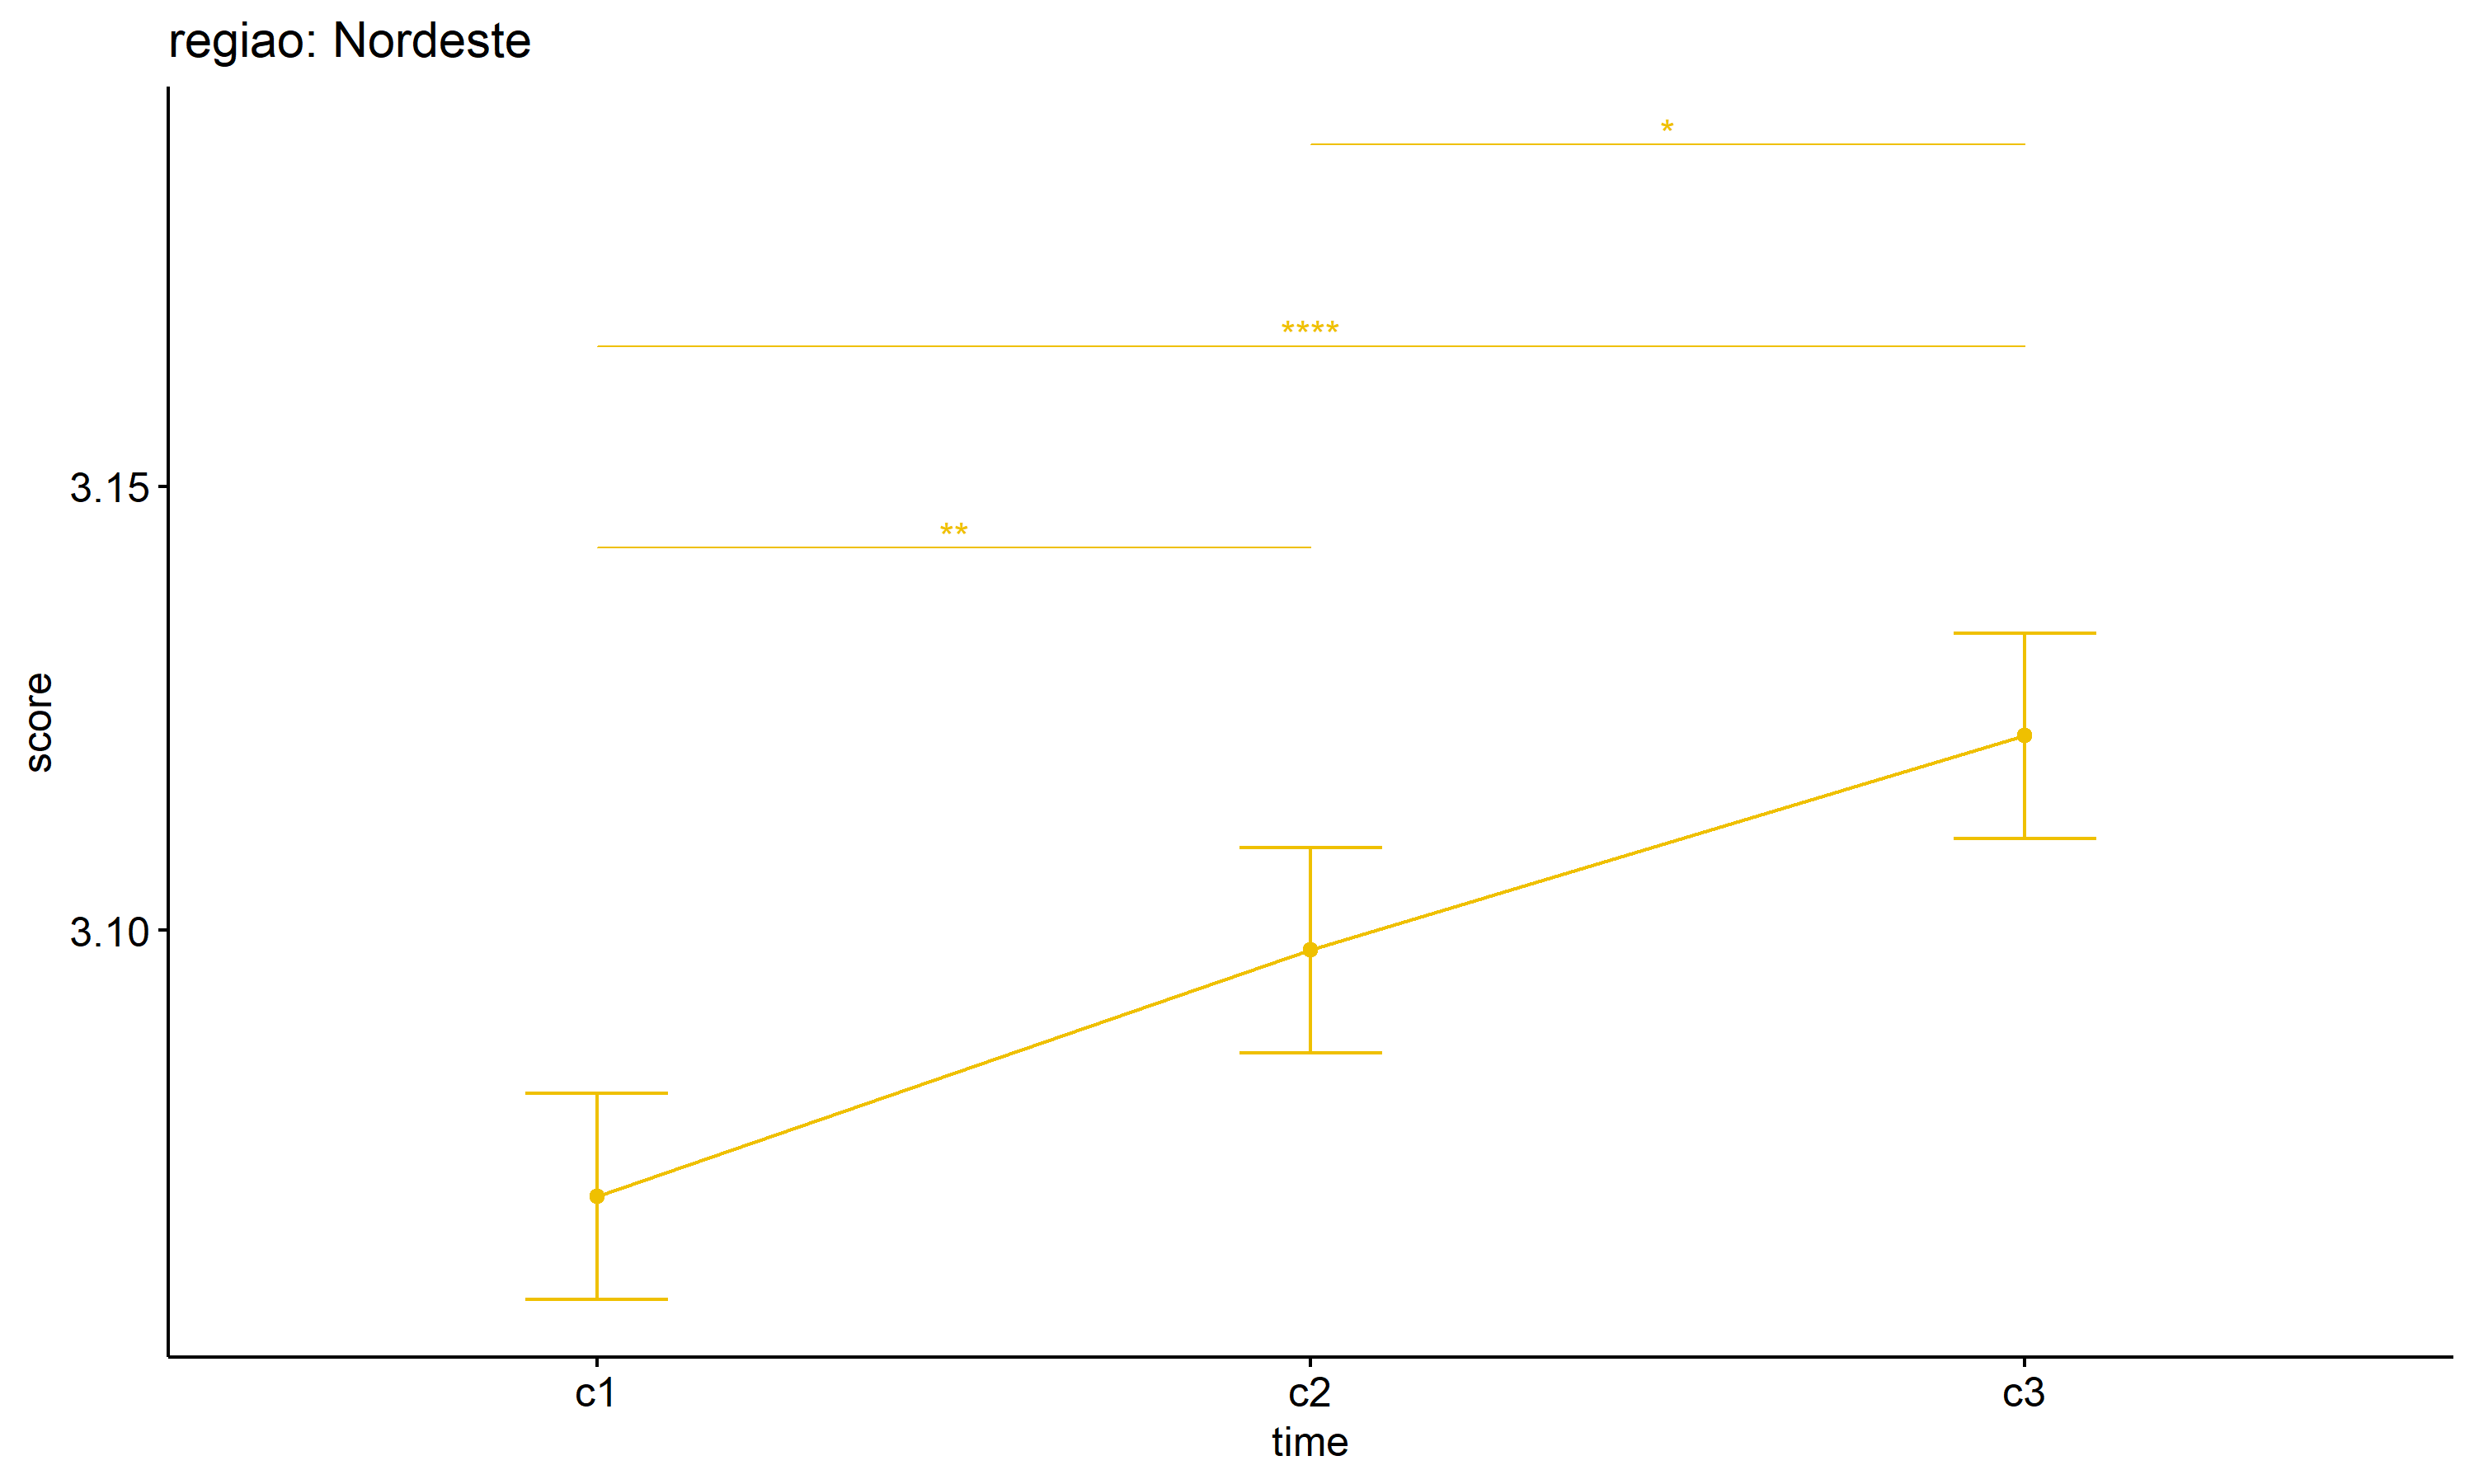 regiao: Nordeste
*
****
3.15
**
score
3.10
c1 c2 c3
time